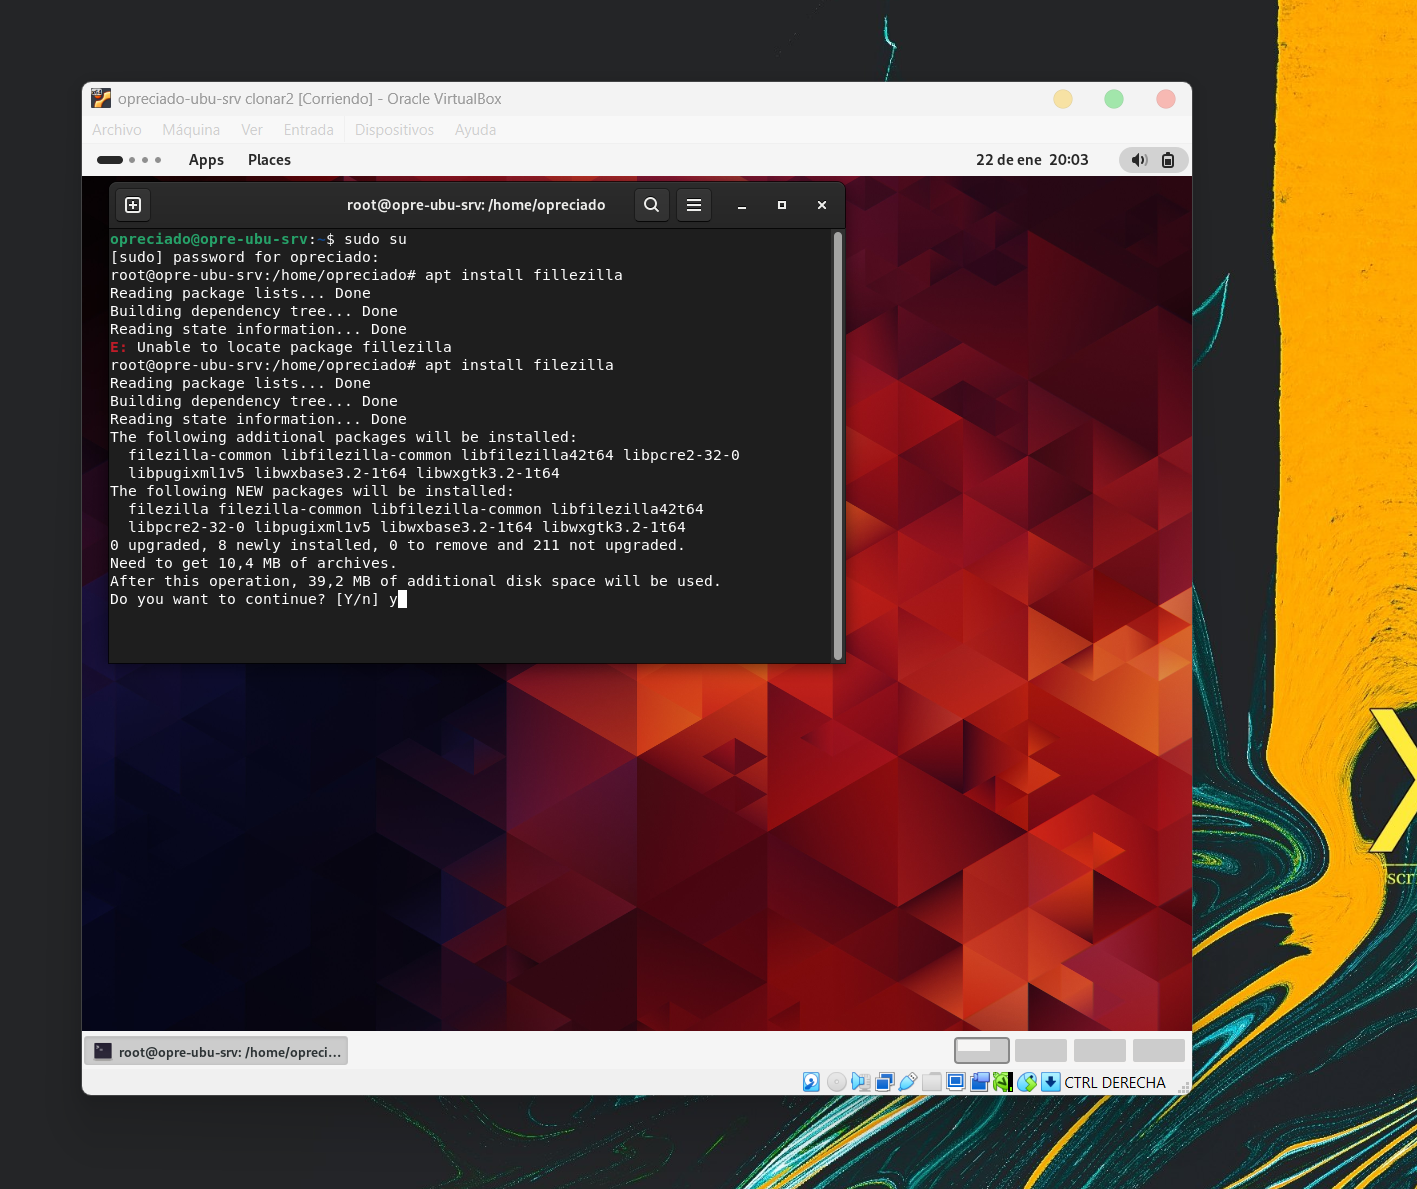 opreciado-ubu-srv clonar2 [Corriendo] - Oracle VirtualBox
Archivo Máquina Ver Entrada Dispositivos Ayuda
Apps Places 22 de ene 20:03
root@opre-ubu-srv: /home/opreciado
opreciado@opre-ubu-srv:~$ sudo su
[sudo] password for opreciado:
root@opre-ubu-srv:/home/opreciado# apt install fillezilla
Reading package lists... Done
Building dependency tree... Done
Reading state information... Done
E: Unable to locate package fillezilla
root@opre-ubu-srv:/home/opreciado# apt install filezilla
Reading package lists... Done
Building dependency tree... Done
Reading state information... Done
The following additional packages will be installed:
filezilla-common libfilezilla-common libfilezilla42t64 libpcre2-32-0
libpugixml1v5 libwxbase3.2-1t64 libwxgtk3.2-1t64
The following NEW packages will be installed:
filezilla filezilla-common libfilezilla-common libfilezilla42t64
libpcre2-32-0 libpugixml1v5 libwxbase3.2-1t64 libwxgtk3.2-1t64
0 upgraded, 8 newly installed, 0 to remove and 211 not upgraded.
Need to get 10,4 MB of archives.
After this operation, 39,2 MB of additional disk space will be used.
Do you want to continue? [Y/n] y
root@opre-ubu-srv: /home/opreci...
CTRL DERECHA
X
scr